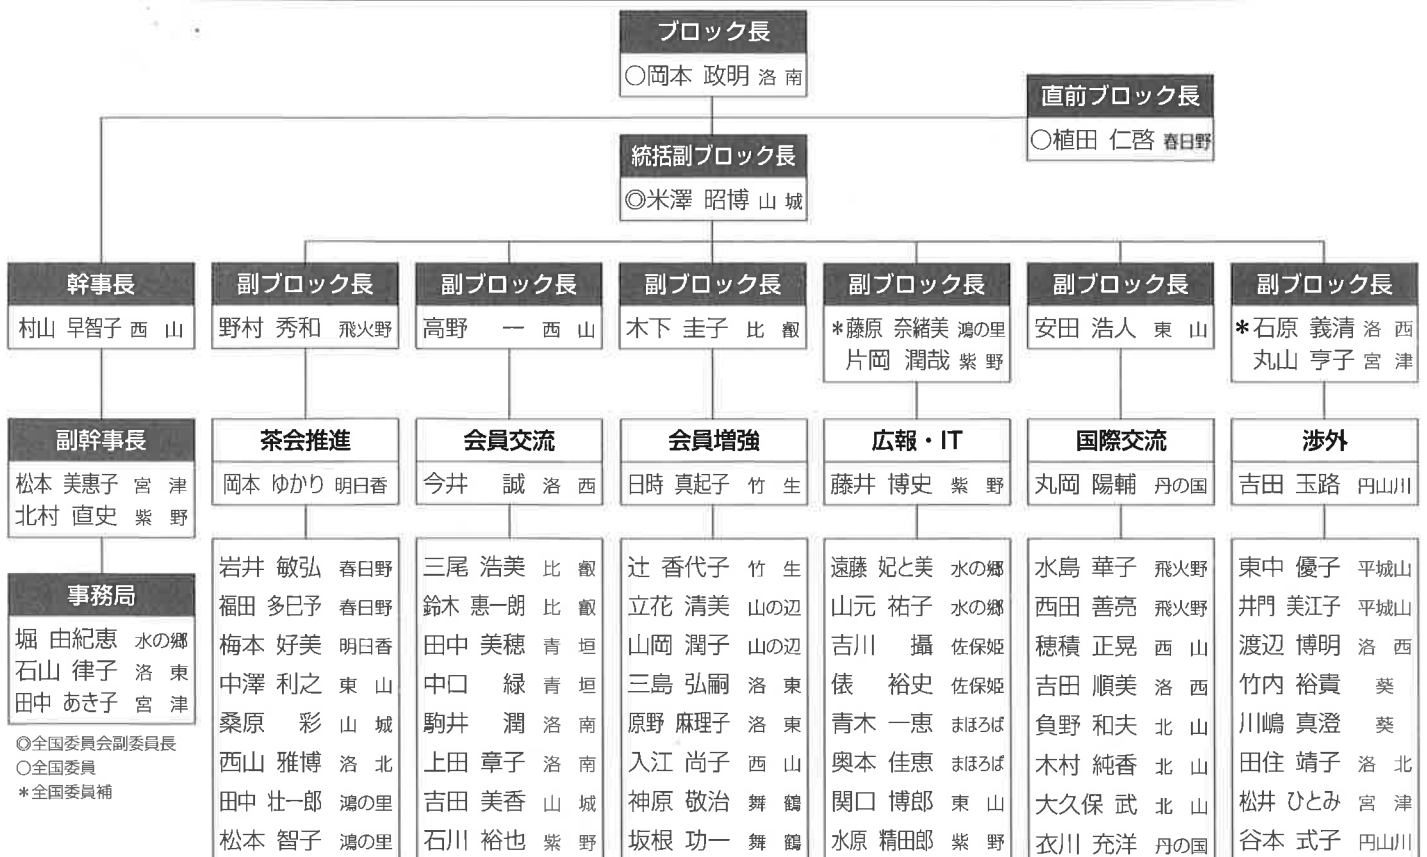 ブロック長
○岡本 政明 洛 南
直前ブロック長
○植田 仁啓 春日野
統括副ブロック長
◎米澤 昭博 山 城
幹事長
村山 早智子 西 山
副幹事長
松本 美恵子 宮 津
北村 直史 紫 野
事務局
堀 由紀恵 水の郷
石山 律子 洛 東
田中 あき子 宮 津
◎全国委員会副委員長
○全国委員
*全国委員補
副ブロック長
野村 秀和 飛火野
茶会推進
岡本 ゆかり 明日香
岩井 敏弘 春日野
福田 多巳予 春日野
梅本 好美 明日香
中澤 利之 東 山
桑原 彩 山 城
西山 雅博 洛 北
田中 壮一郎 鴻の里
松本 智子 鴻の里
副ブロック長
高野 一 西 山
会員交流
今井 誠 洛 西
三尾 浩美 比 叡
鈴木 恵一朗 比 叡
田中 美穂 青 垣
中口 緑 青 垣
駒井 潤 洛 南
上田 章子 洛 南
吉田 美香 山 城
石川 裕也 紫 野
副ブロック長
木下 圭子 比 叡
会員増強
日時 真起子 竹 生
辻 香代子 竹 生
立花 清美 山の辺
山岡 潤子 山の辺
三島 弘嗣 洛 東
原野 麻理子 洛 東
入江 尚子 西 山
神原 敬治 舞 鶴
坂根 功一 舞 鶴
副ブロック長
*藤原 奈緒美 鴻の里
片岡 潤哉 紫 野
広報・IT
藤井 博史 紫 野
遠藤 妃と美 水の郷
山元 祐子 水の郷
吉川 攝 佐保姫
俵 裕史 佐保姫
青木 一恵 まほろば
奥本 佳恵 まほろば
関口 博郎 東 山
水原 精田郎 紫 野
副ブロック長
安田 浩人 東 山
国際交流
丸岡 陽輔 丹の国
水島 華子 飛火野
西田 善亮 飛火野
穂積 正晃 西 山
吉田 順美 洛 西
負野 和夫 北 山
木村 純香 北 山
大久保 武 北 山
衣川 充洋 丹の国
副ブロック長
*石原 義清 洛 西
丸山 亨子 宮 津
渉外
吉田 玉路 円山川
東中 優子 平城山
井門 美江子 平城山
渡辺 博明 洛 西
竹内 裕貴 葵
川嶋 真澄 葵
田住 靖子 洛 北
松井 ひとみ 宮 津
谷本 式子 円山川